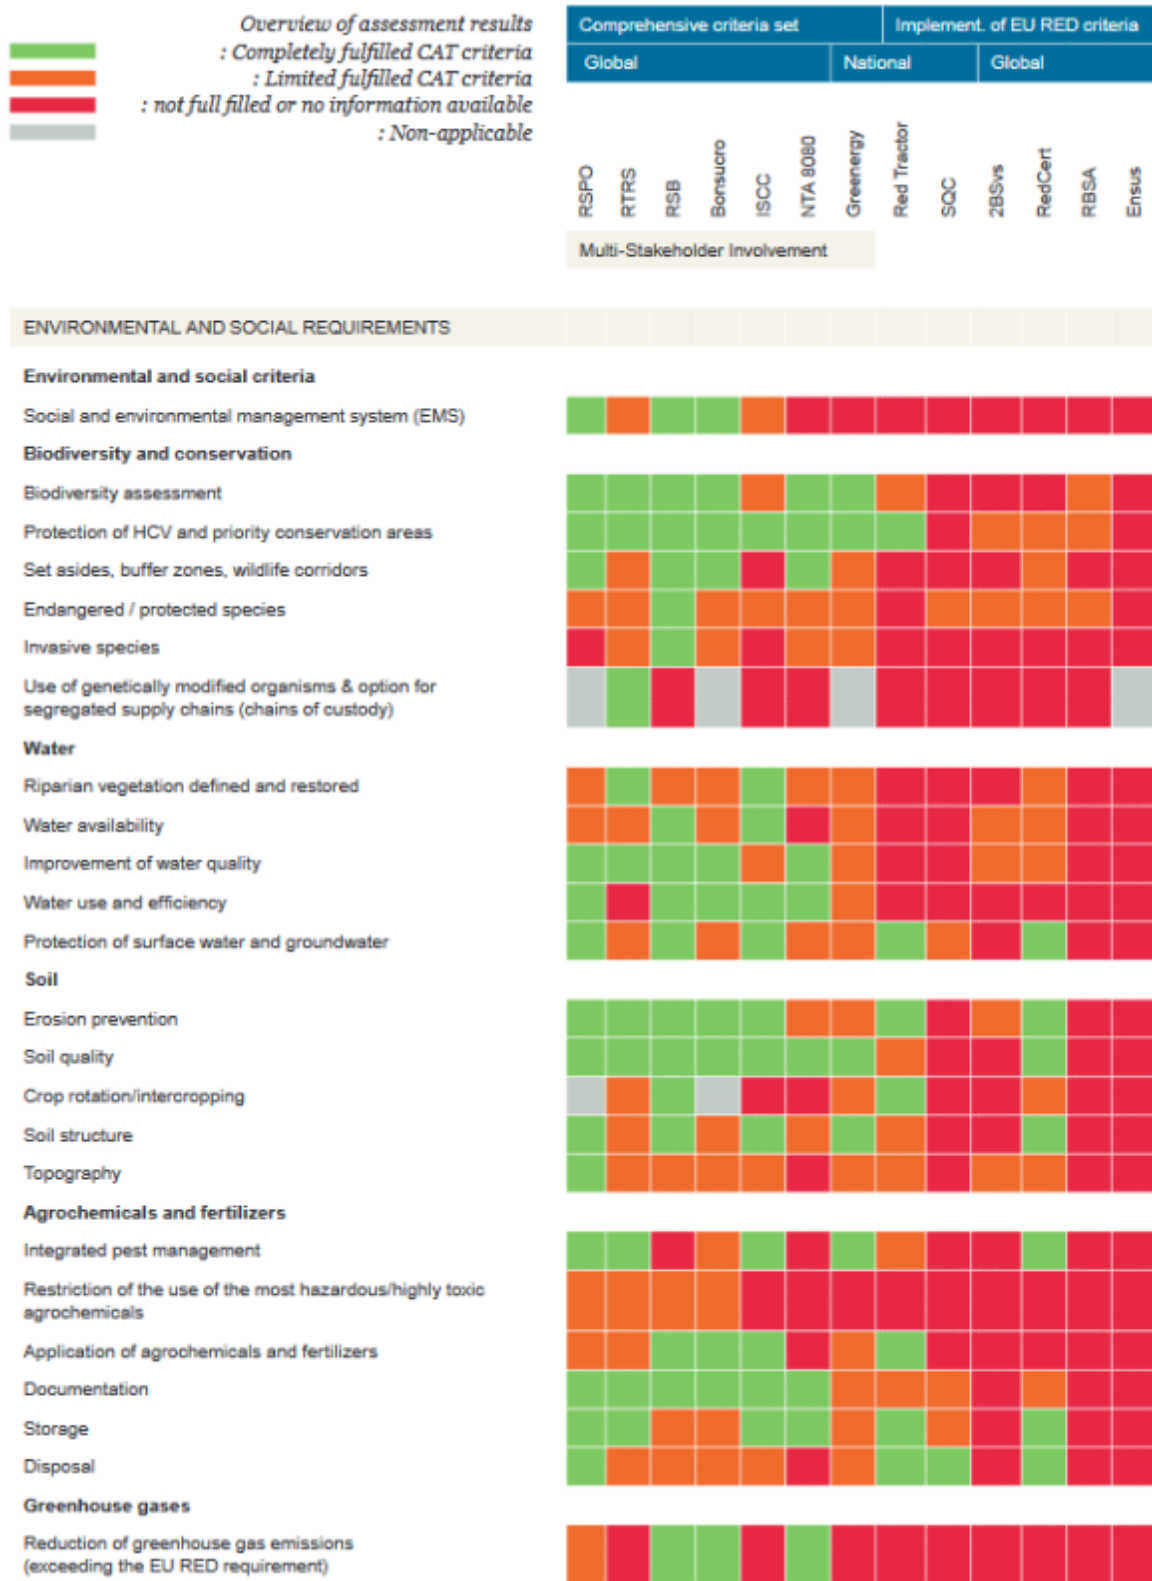 Overview of assessment results
: Completely fulfilled CAT criteria
: Limited fulfilled CAT criteria
: not full filled or no information available
: Non-applicable
Comprehensive criteria set
Implement. of EU RED criteria
Global
National
Global
RSPO
RTRS
RSB
Bonsucro
ISCC
NTA 8080
Greenergy
Red Tractor
SQC
2BSvs
RedCert
RBSA
Ensus
Multi-Stakeholder Involvement
ENVIRONMENTAL AND SOCIAL REQUIREMENTS
Environmental and social criteria
Social and environmental management system (EMS)
Biodiversity and conservation
Biodiversity assessment
Protection of HCV and priority conservation areas
Set asides, buffer zones, wildlife corridors
Endangered / protected species
Invasive species
Use of genetically modified organisms & option for
segregated supply chains (chains of custody)
Water
Riparian vegetation defined and restored
Water availability
Improvement of water quality
Water use and efficiency
Protection of surface water and groundwater
Soil
Erosion prevention
Soil quality
Crop rotation/intercropping
Soil structure
Topography
Agrochemicals and fertilizers
Integrated pest management
Restriction of the use of the most hazardous/highly toxic
agrochemicals
Application of agrochemicals and fertilizers
Documentation
Storage
Disposal
Greenhouse gases
Reduction of greenhouse gas emissions
(exceeding the EU RED requirement)